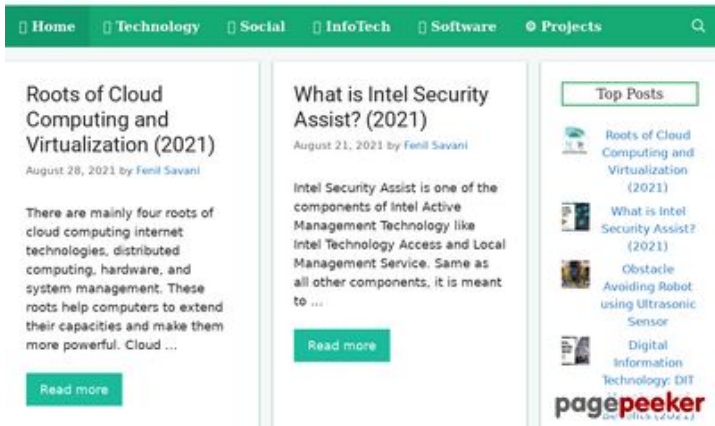 Home Technology Social InfoTech Software Projects
Roots of Cloud
Computing and
Virtualization (2021)
August 28, 2021 by Fenil Savani
There are mainly four roots of
cloud computing internet
technologies, distributed
computing, hardware, and
system management. These
roots help computers to extend
their capacities and make them
more powerful. Cloud ...
Read more
What is Intel Security
Assist? (2021)
August 21, 2021 by Fenil Savani
Intel Security Assist is one of the
components of Intel Active
Management Technology like
Intel Technology Access and Local
Management Service. Same as
all other components, it is meant
to ...
Read more
Top Posts
Roots of Cloud
Computing and
Virtualization
(2021)
What is Intel
Security Assist?
(2021)
Obstacle
Avoiding Robot
using Ultrasonic
Sensor
Digital
Information
Technology: DIT
Benefits (2021)
pagepeeker